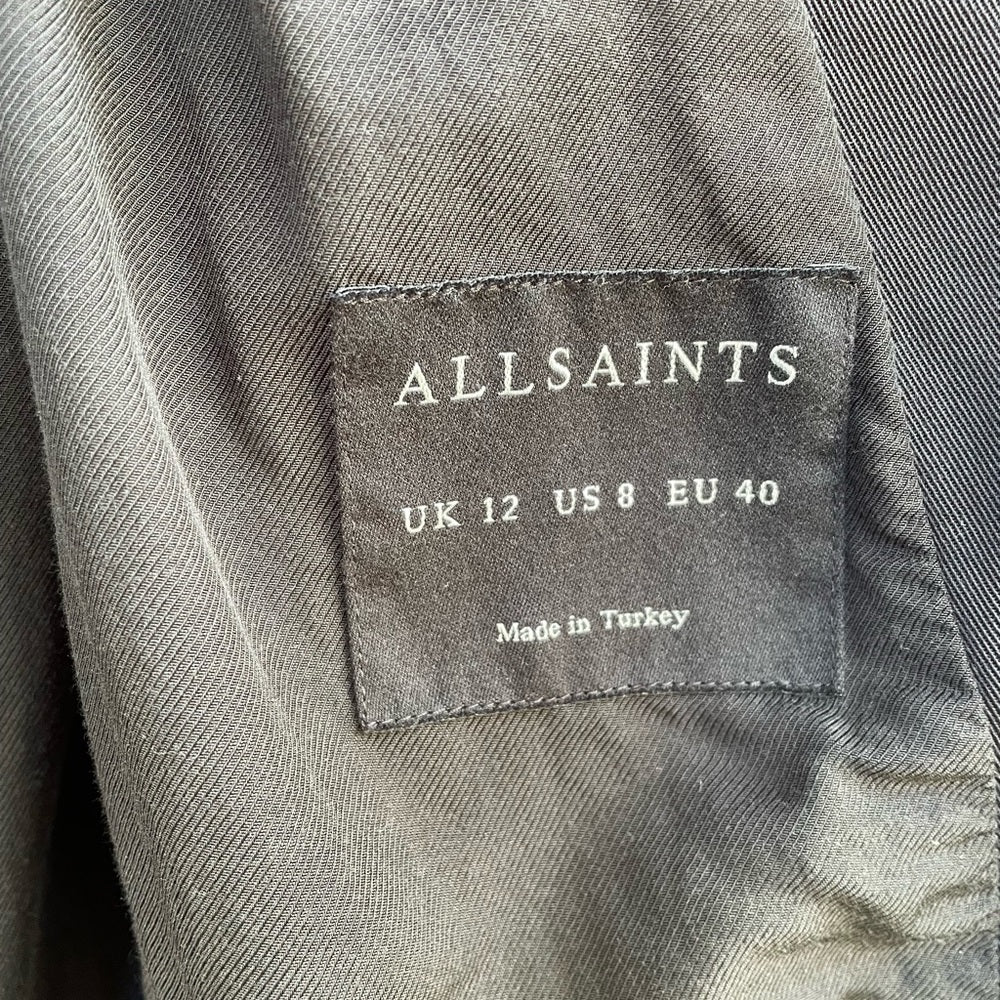 ALLSAINTS
UK 12 US 8 EU 40
Made in Turkey